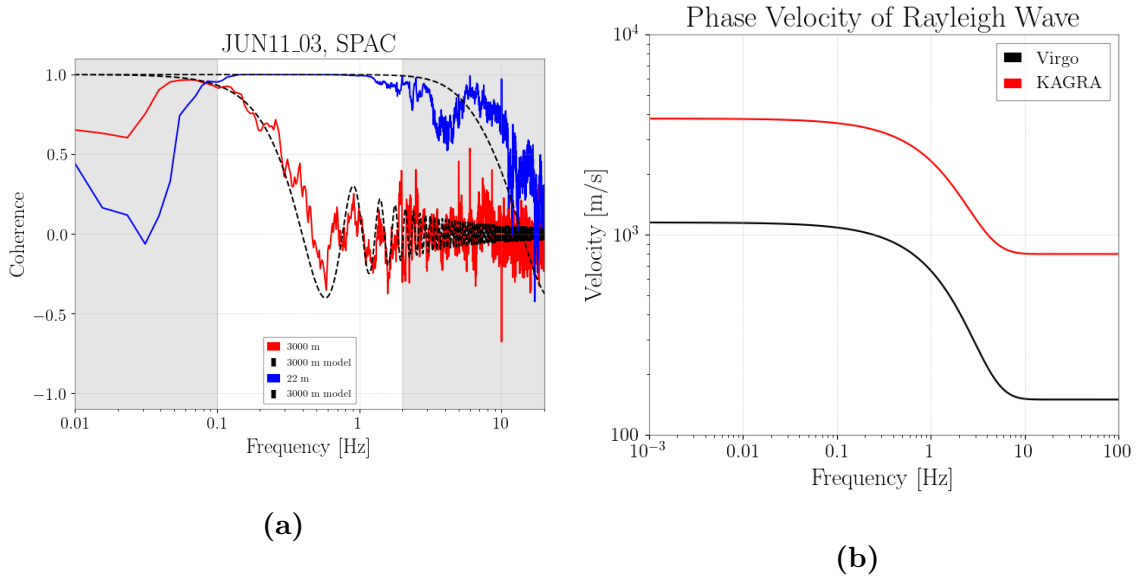 JUN11_03, SPAC
Coherence
1.0
0.5
0.0
−0.5
−1.0
3000 m
3000 m model
22 m
3000 m model
0.01
0.1
1
10
Frequency [Hz]
(a)
Phase Velocity of Rayleigh Wave
Velocity [m/s]
10⁴
10³
100
Virgo
KAGRA
10⁻³
0.01
0.1
1
10
100
Frequency [Hz]
(b)